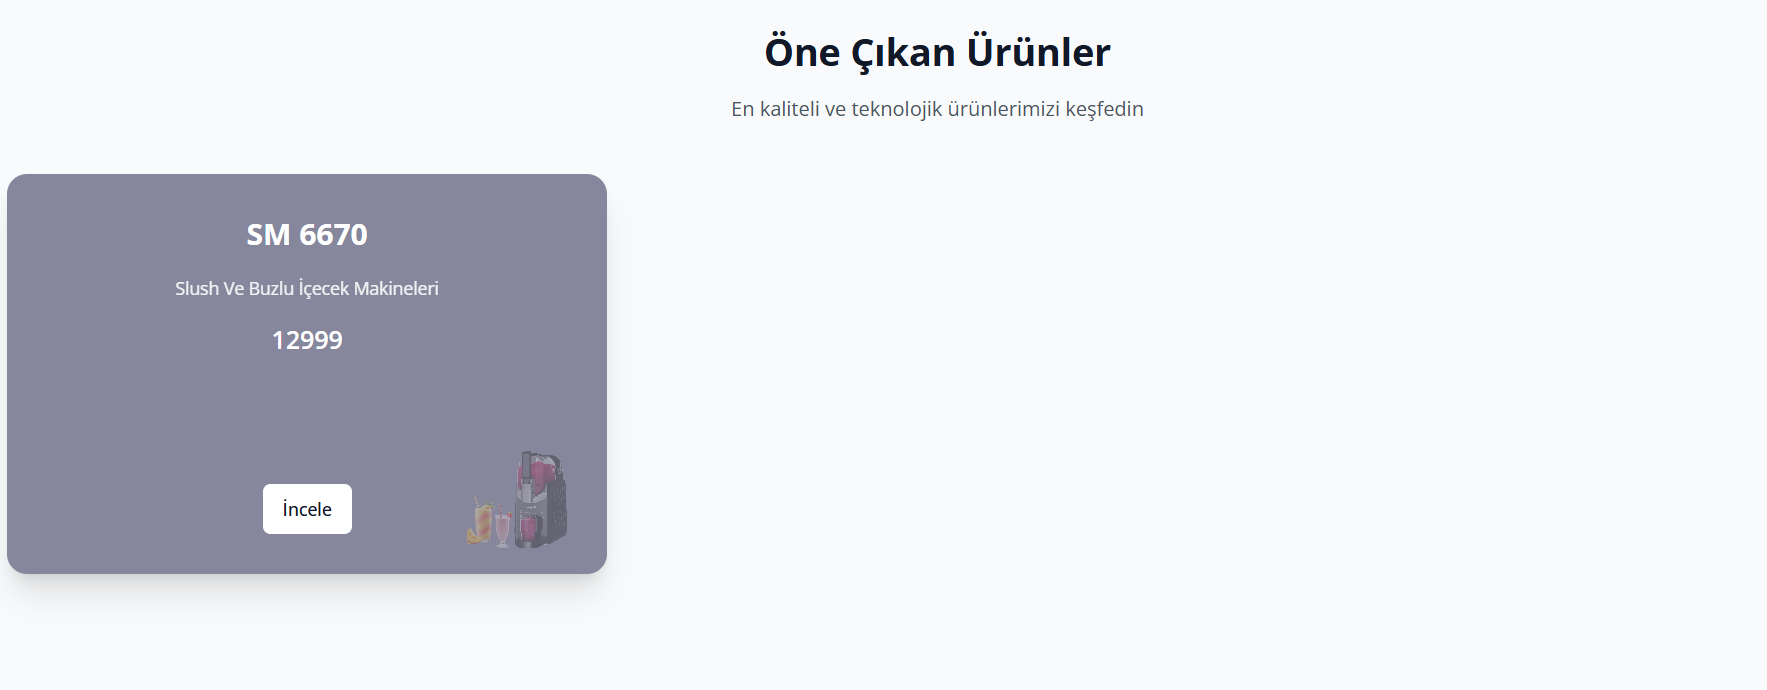 Öne Çıkan Ürünler
En kaliteli ve teknolojik ürünlerimizi keşfedin
SM 6670
Slush Ve Buzlu İçecek Makineleri
12999
İncele